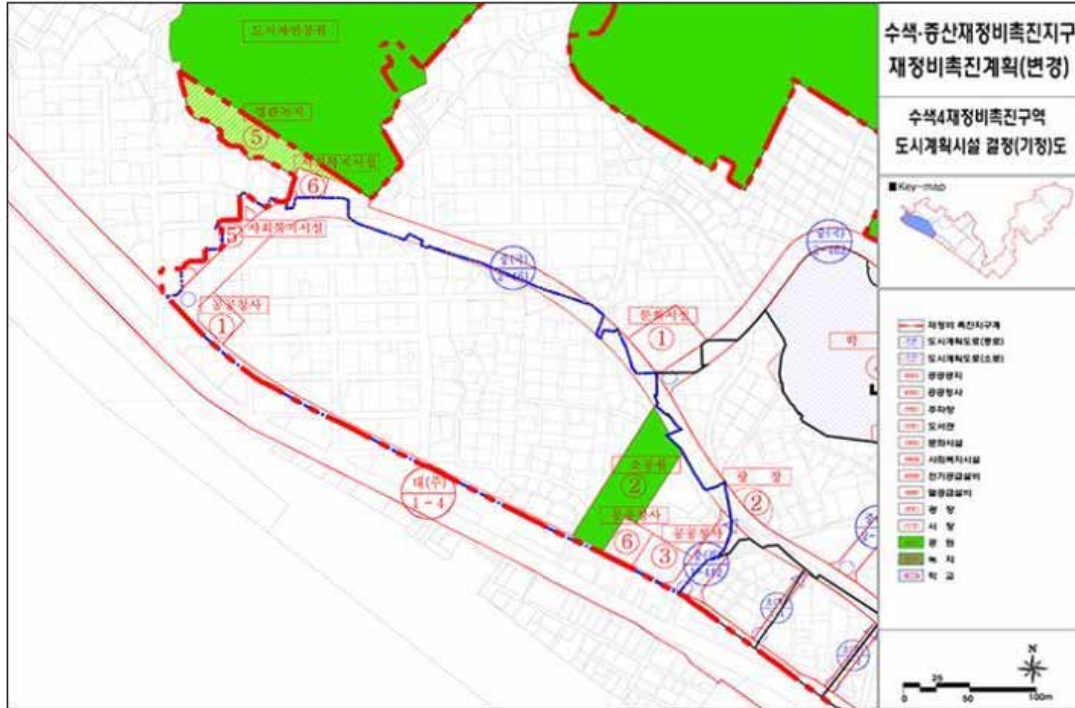 수색·증산재정비촉진지구
재정비촉진계획(변경)
수색4재정비촉진구역
도시계획시설 결정(기정)도
■ Key-map
재정비 촉진지구계
도시계획도로(중로)
도시계획도로(소로)
공공공지
공공청사
주차장
도서관
문화시설
사회복지시설
전기공급설비
열공급설비
광 장
시 장
공 원
녹 지
학 교
N
25
0 50 100m
도시자연공원
경관녹지
⑤
사회복지시설
⑥
사회복지시설
5
공공청사
①
문화시설
①
학
소공원
②
광 장
②
공공청사
⑥
공공청사
③
대(주)
1-4